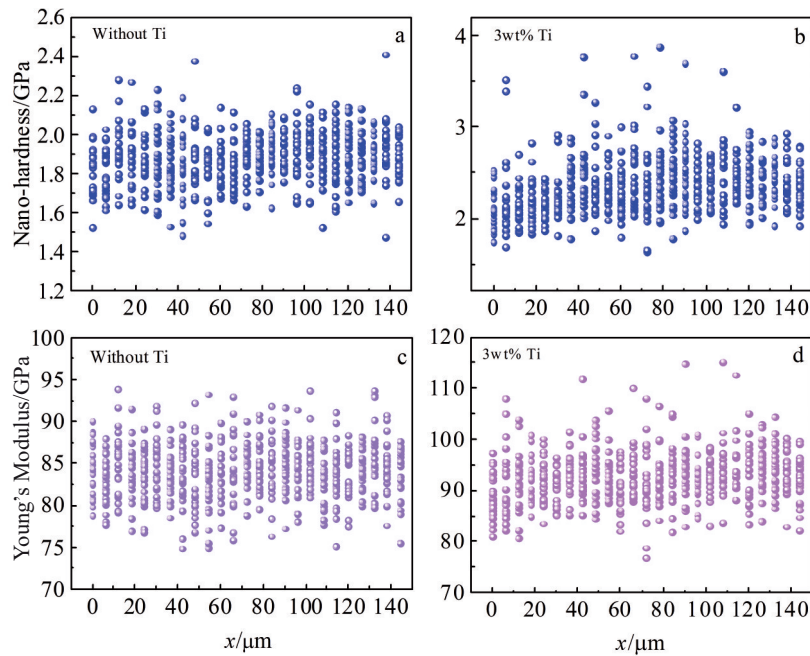 Nano-hardness/GPa
2.6
2.4
2.2
2.0
1.8
1.6
1.4
1.2
Without Ti
a
0 20 40 60 80 100 120 140
4
3
2
3wt% Ti
b
0 20 40 60 80 100 120 140
Young's Modulus/GPa
100
95
90
85
80
75
70
Without Ti
c
0 20 40 60 80 100 120 140
x/μm
120
110
100
90
80
70
3wt% Ti
d
0 20 40 60 80 100 120 140
x/μm